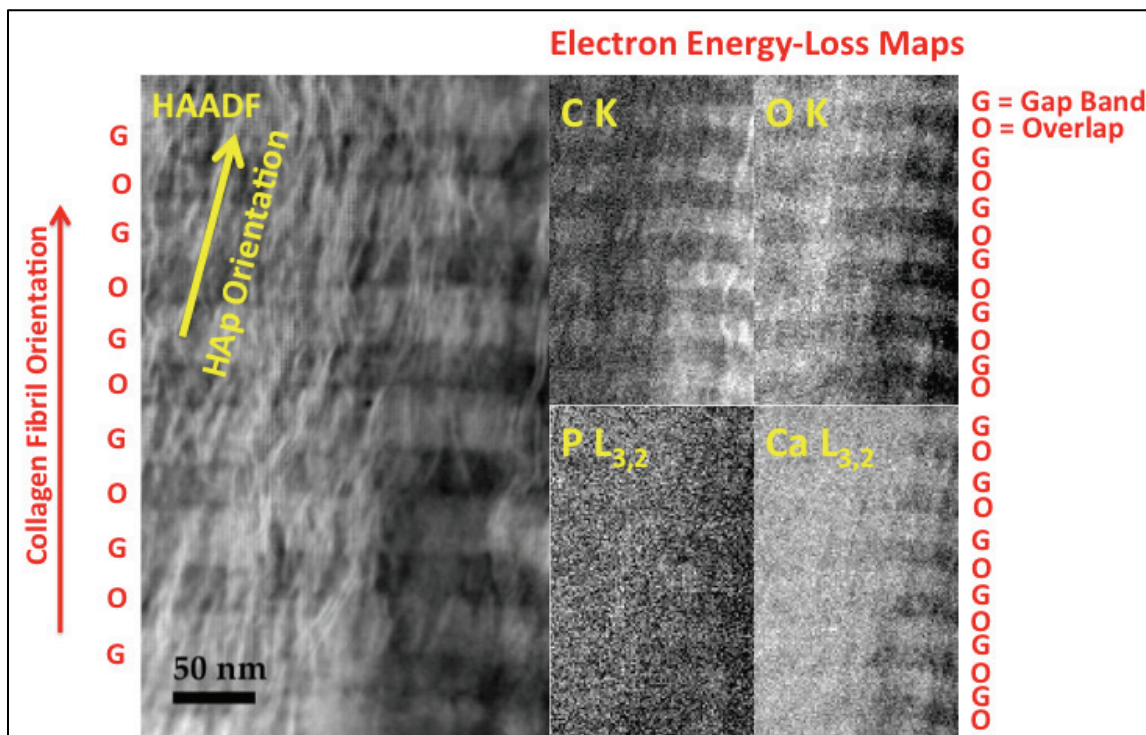 Electron Energy-Loss Maps
HAADF
HAp Orientation
C K
O K
P L3,2
Ca L3,2
G = Gap Band
O = Overlap
Collagen Fibril Orientation
G
O
G
O
G
O
G
O
G
O
G
50 nm
G
O
G
O
G
O
G
O
G
O
G
O
G
O
G
O
G
O
G
O
G
O